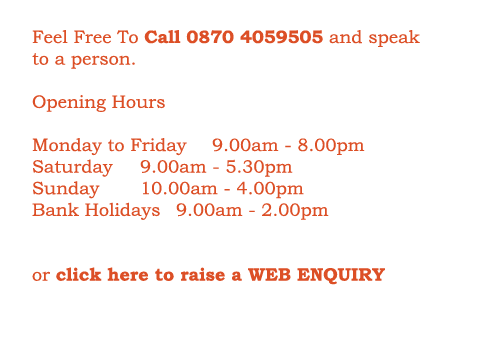 Feel Free To Call 0870 4059505 and speak
to a person.
Opening Hours
Monday to Friday 9.00am - 8.00pm
Saturday 9.00am - 5.30pm
Sunday 10.00am - 4.00pm
Bank Holidays 9.00am - 2.00pm
or click here to raise a WEB ENQUIRY